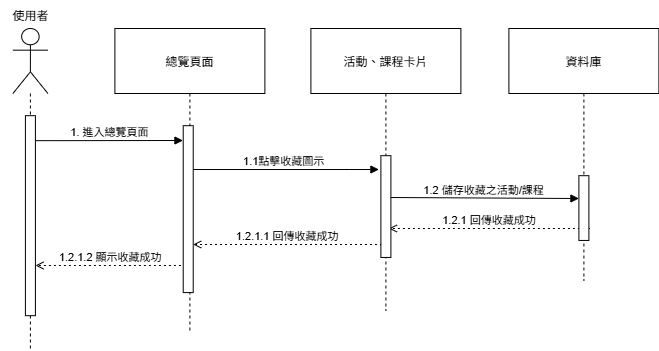 使用者
總覽頁面
活動、課程卡片
資料庫
1. 進入總覽頁面
1.1點擊收藏圖示
1.2 儲存收藏之活動/課程
1.2.1 回傳收藏成功
1.2.1.1 回傳收藏成功
1.2.1.2 顯示收藏成功